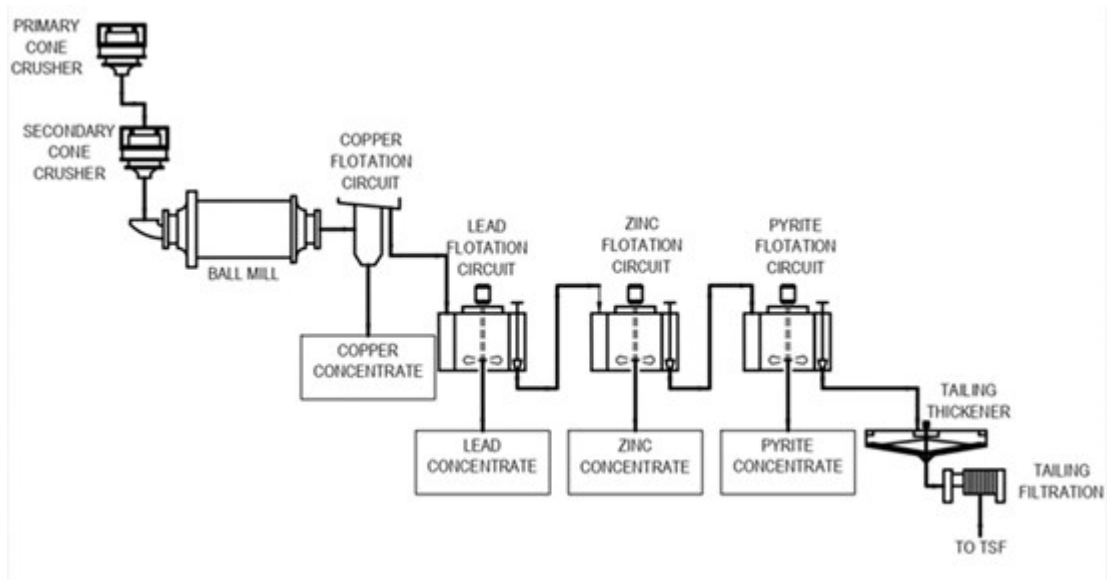 PRIMARY
CONE
CRUSHER
SECONDARY
CONE
CRUSHER
BALL MILL
COPPER
FLOTATION
CIRCUIT
COPPER
CONCENTRATE
LEAD
FLOTATION
CIRCUIT
LEAD
CONCENTRATE
ZINC
FLOTATION
CIRCUIT
ZINC
CONCENTRATE
PYRITE
FLOTATION
CIRCUIT
PYRITE
CONCENTRATE
TAILING
THICKENER
TAILING
FILTRATION
TO TSF